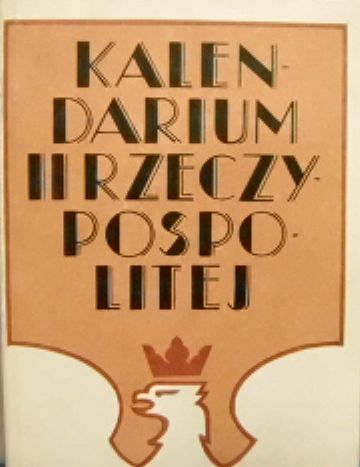 KALEN-
DARIUM
II RZECZY-
POSPO-
LITEJ